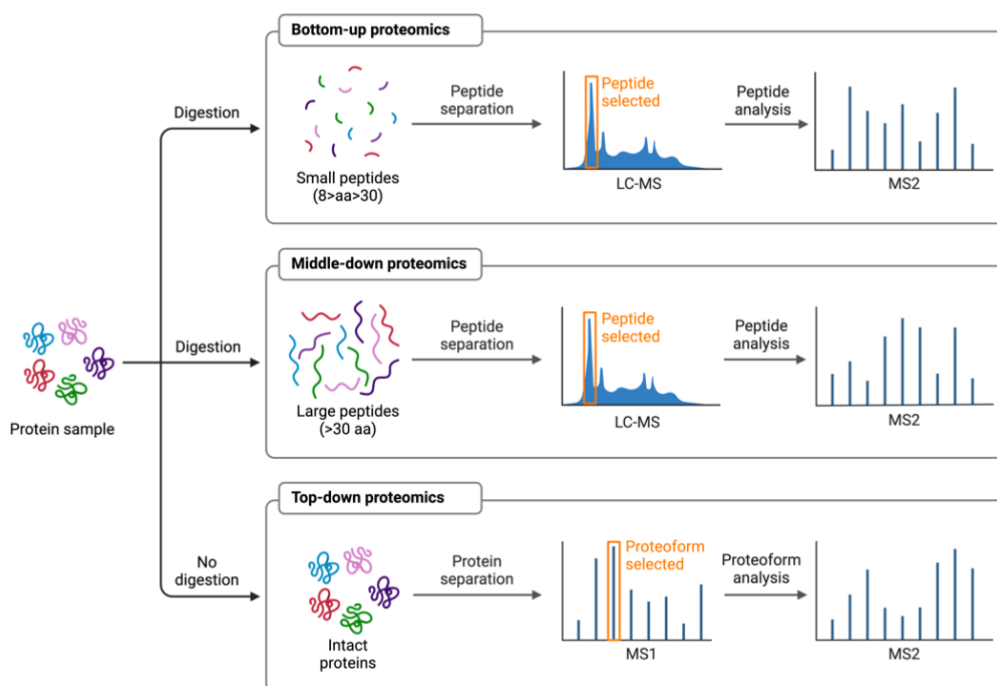 Bottom-up proteomics
Digestion
Small peptides
(8>aa>30)
Peptide
separation
Peptide
selected
LC-MS
Peptide
analysis
MS2
Middle-down proteomics
Protein sample
Digestion
Large peptides
(>30 aa)
Peptide
separation
Peptide
selected
LC-MS
Peptide
analysis
MS2
Top-down proteomics
No
digestion
Intact
proteins
Protein
separation
Proteoform
selected
MS1
Proteoform
analysis
MS2